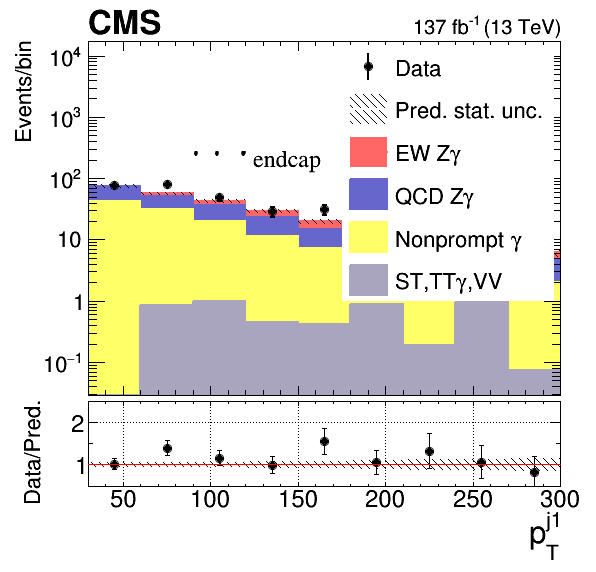 CMS
137 fb⁻¹ (13 TeV)
Events/bin
10⁴
10³
10²
10
1
10⁻¹
Data
Pred. stat. unc.
EW Zγ
QCD Zγ
Nonprompt γ
ST,TTγ,VV
endcap
Data/Pred.
2
1
50 100 150 200 250 300
p_T^{j1}